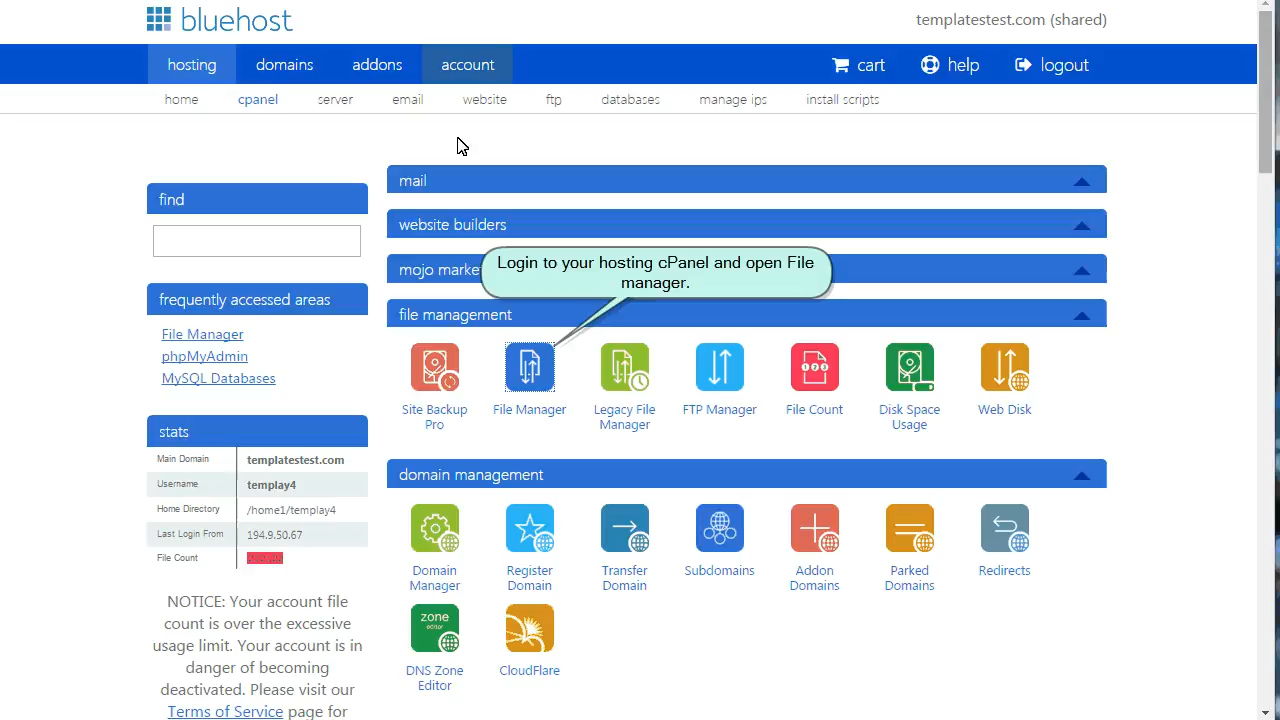 bluehost
templatestest.com (shared)
hosting domains addons account cart help logout
home cpanel server email website ftp databases manage ips install scripts
find
frequently accessed areas
File Manager
phpMyAdmin
MySQL Databases
stats
Main Domain templatestest.com
Username templay4
Home Directory /home1/templay4
Last Login From 194.9.50.67
File Count
NOTICE: Your account file
count is over the excessive
usage limit. Your account is in
danger of becoming
deactivated. Please visit our
Terms of Service page for
mail
website builders
mojo marke
Login to your hosting cPanel and open File
manager.
file management
Site Backup
Pro
File Manager
Legacy File
Manager
FTP Manager
File Count
Disk Space
Usage
Web Disk
domain management
Domain
Manager
Register
Domain
Transfer
Domain
Subdomains
Addon
Domains
Parked
Domains
Redirects
zone
editor
DNS Zone
Editor
CloudFlare